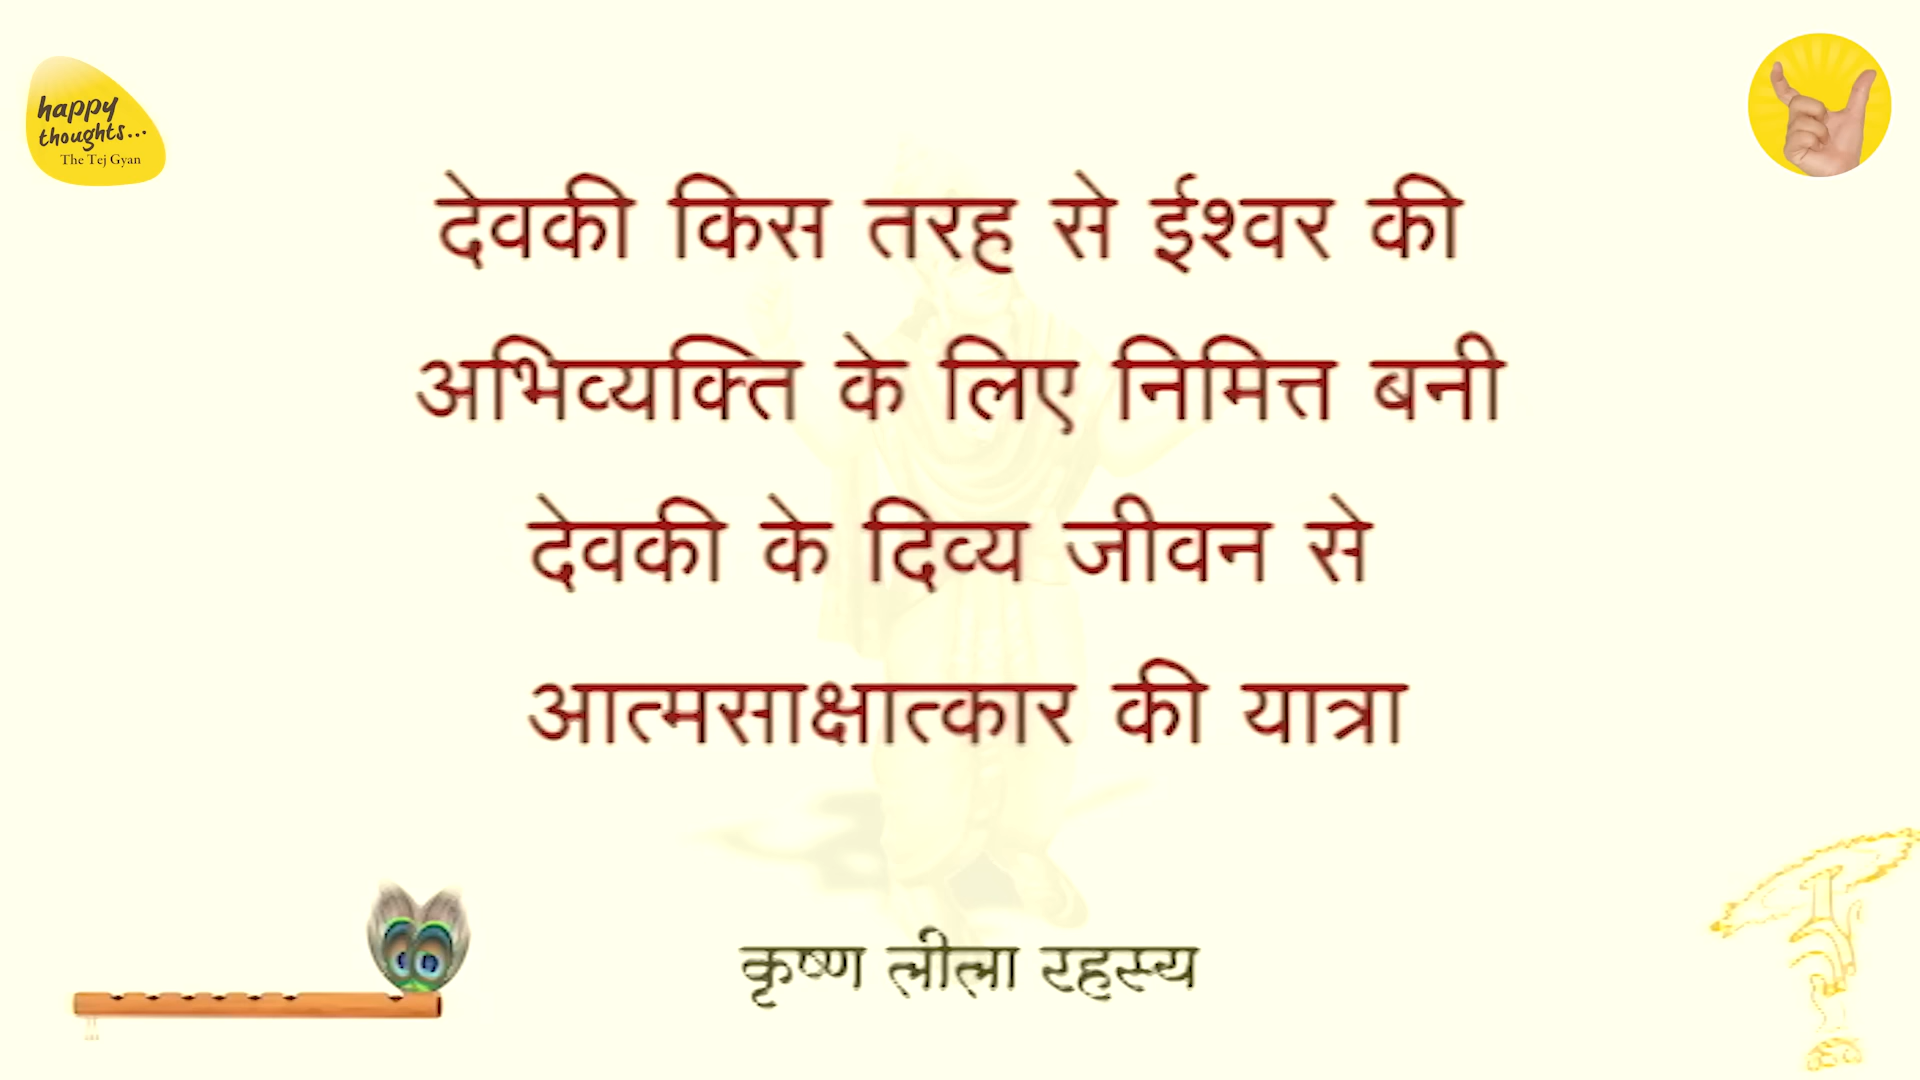 happy
thoughts...
The Tej Gyan
देवकी किस तरह से ईश्वर की
अभिव्यक्ति के लिए निमित्त बनी
देवकी के दिव्य जीवन से
आत्मसाक्षात्कार की यात्रा
कृष्ण लीला रहस्य